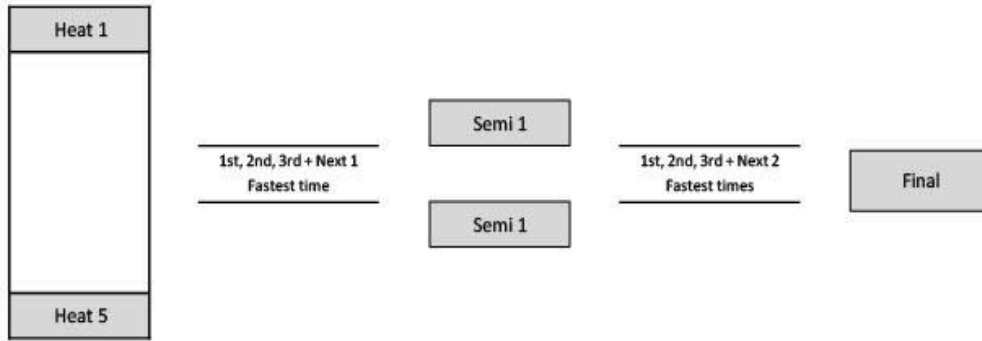 Heat 1
Heat 5
1st, 2nd, 3rd + Next 1
Fastest time
Semi 1
Semi 1
1st, 2nd, 3rd + Next 2
Fastest times
Final